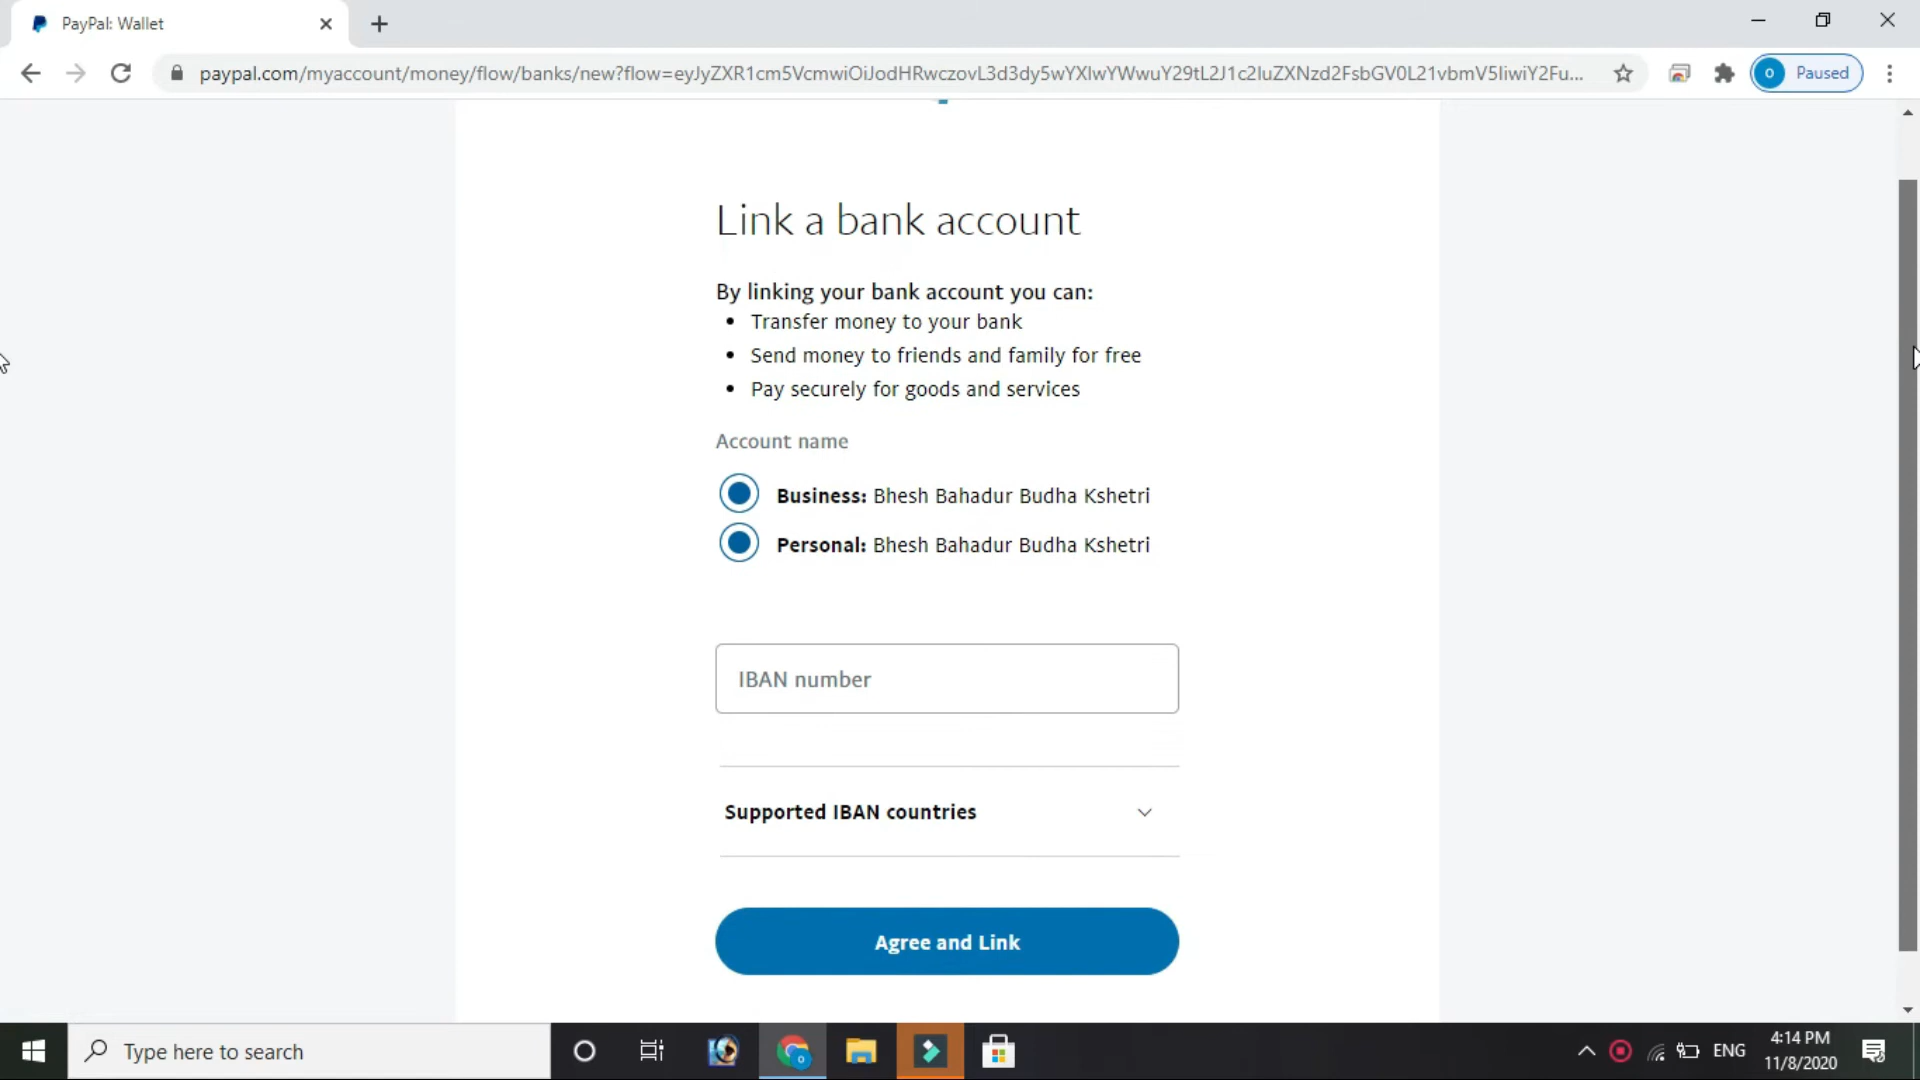 PayPal: Wallet
paypal.com/myaccount/money/flow/banks/new?flow=eyJyZXR1cm5VcmwiOiJodHRwczovL3d3dy5wYXlwYWwuY29tL2J1c2luZXNzd2FsbGV0L21vbmV5IiwiY2Fu...
Paused
Link a bank account
By linking your bank account you can:
• Transfer money to your bank
• Send money to friends and family for free
• Pay securely for goods and services
Account name
Business: Bhesh Bahadur Budha Kshetri
Personal: Bhesh Bahadur Budha Kshetri
IBAN number
Supported IBAN countries
Agree and Link
Type here to search
ENG
4:14 PM
11/8/2020